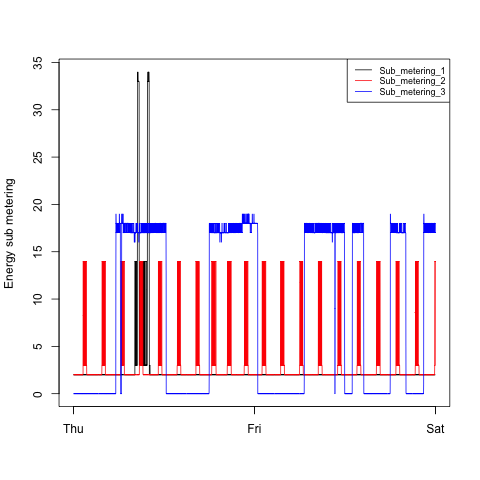 35
30
25
20
15
10
5
0
Energy sub metering
Sub_metering_1
Sub_metering_2
Sub_metering_3
Thu Fri Sat